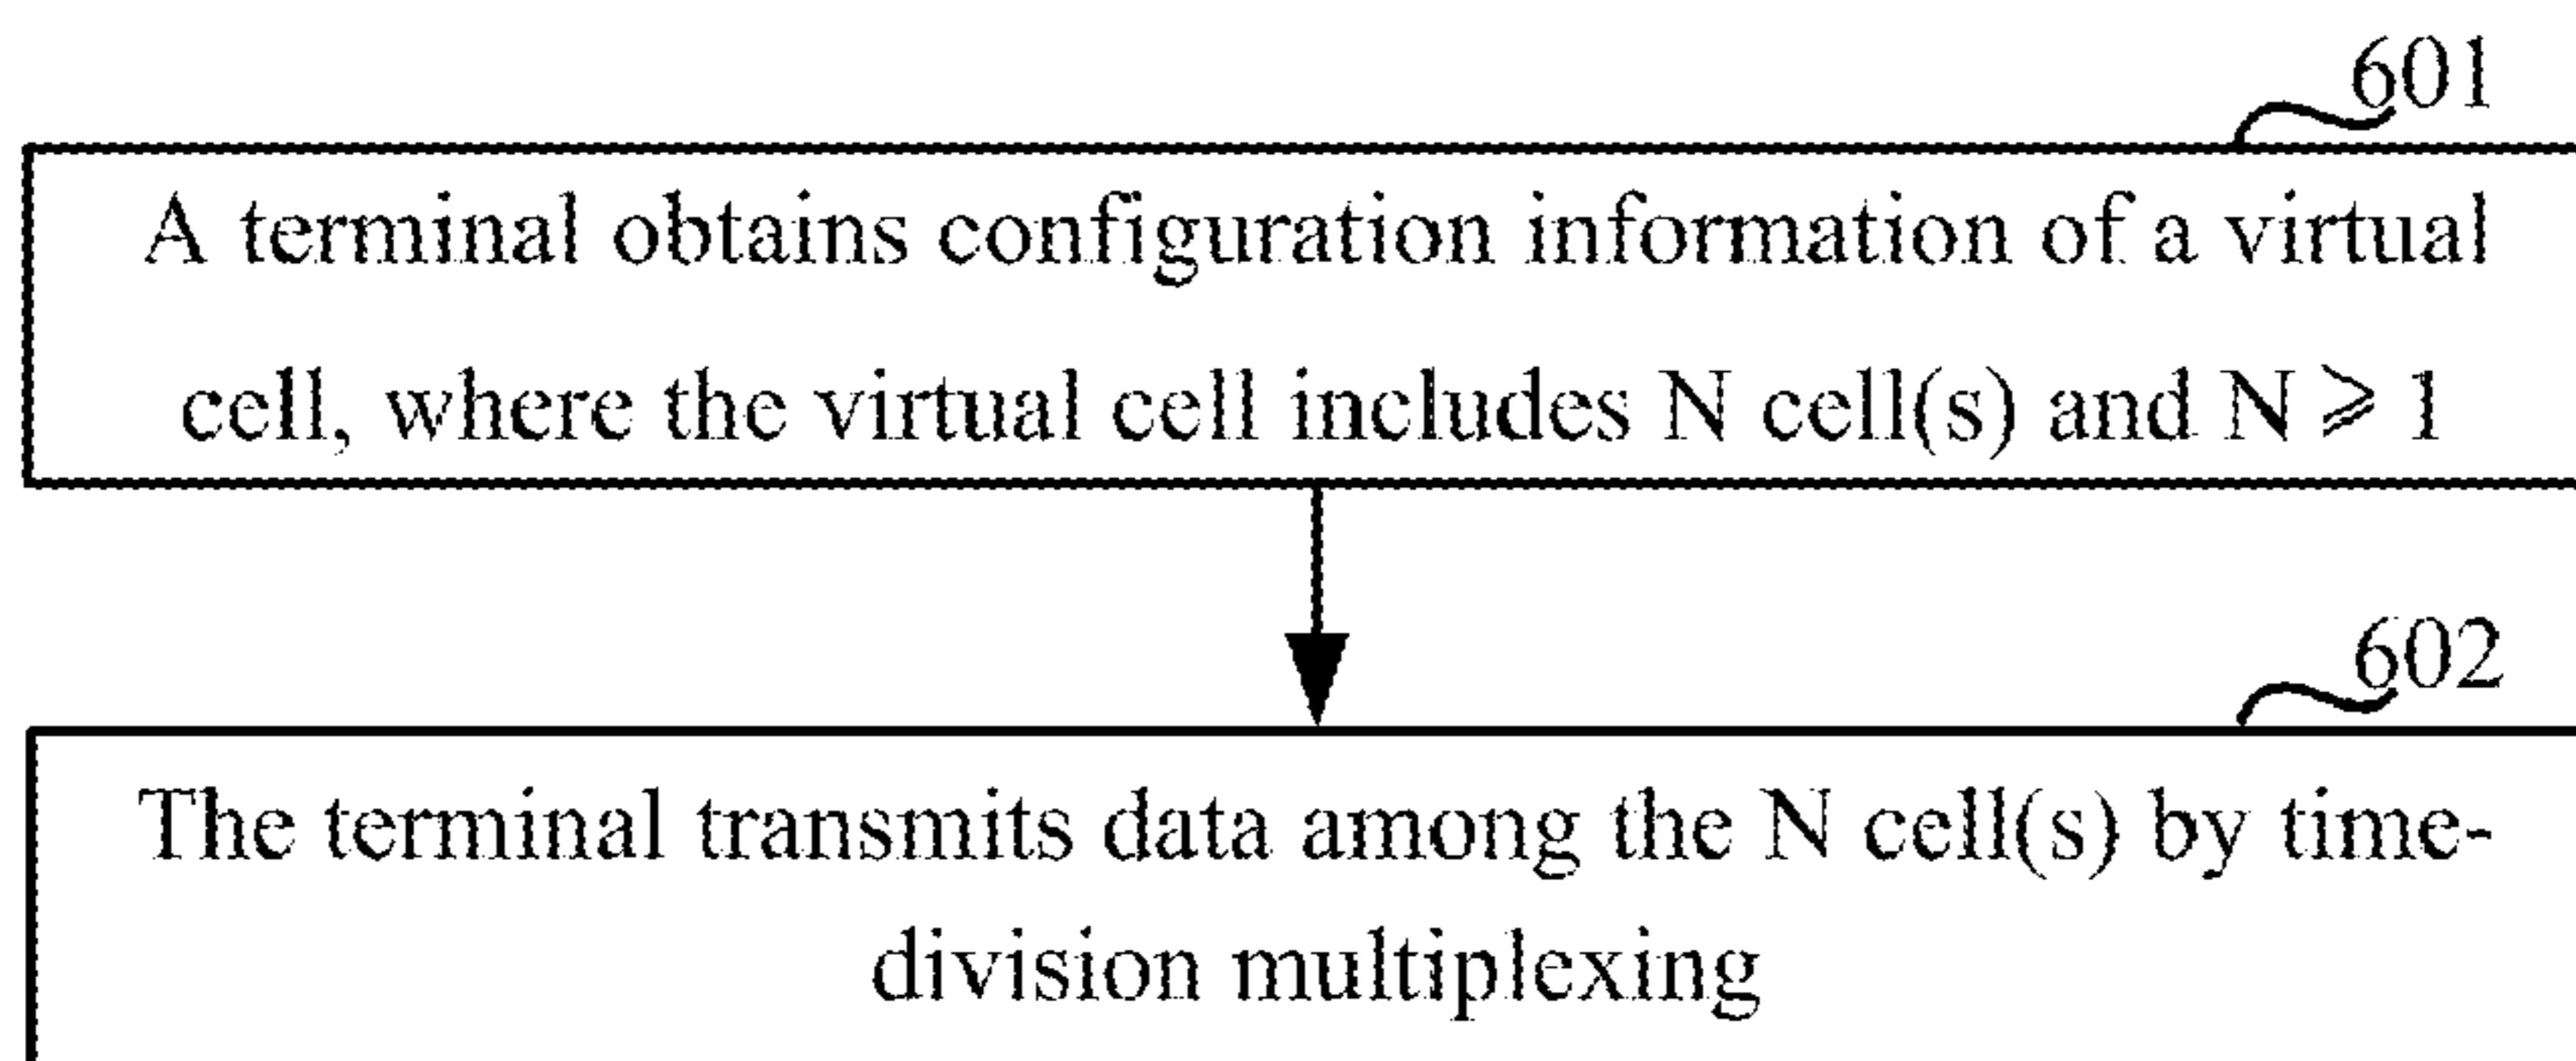 601
A terminal obtains configuration information of a virtual
cell, where the virtual cell includes N cell(s) and N ⩾ 1
602
The terminal transmits data among the N cell(s) by time-
division multiplexing